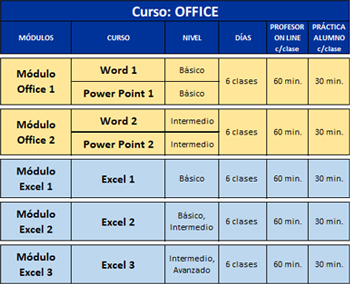 Curso: OFFICE
MÓDULOS CURSO NIVEL DÍAS PROFESOR ON LINE c/clase PRÁCTICA ALUMNO c/clase
Módulo Office 1 Word 1 Básico 6 clases 60 min. 30 min.
Power Point 1 Básico
Módulo Office 2 Word 2 Intermedio 6 clases 60 min. 30 min.
Power Point 2 Intermedio
Módulo Excel 1 Excel 1 Básico 6 clases 60 min. 30 min.
Módulo Excel 2 Excel 2 Básico, Intermedio 6 clases 60 min. 30 min.
Módulo Excel 3 Excel 3 Intermedio, Avanzado 6 clases 60 min. 30 min.